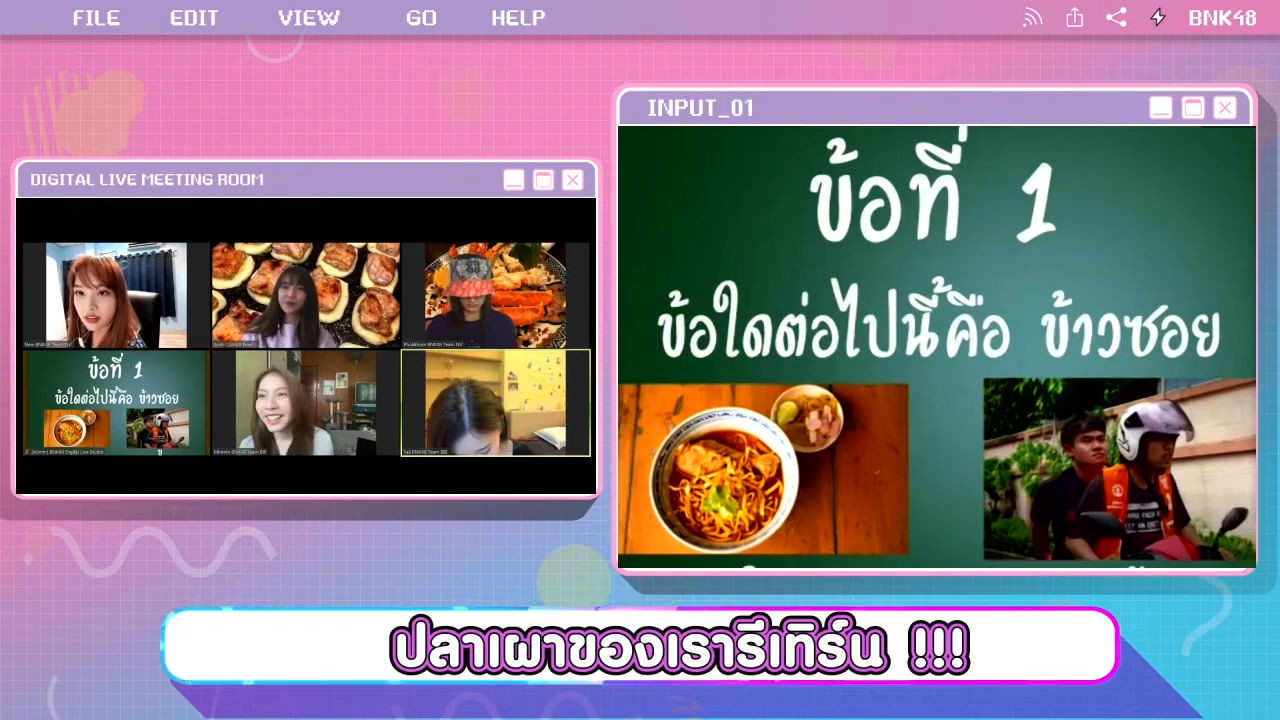 FILE EDIT VIEW GO HELP BNK48
DIGITAL LIVE MEETING ROOM
ข้อที่ 1
ข้อใดต่อไปนี้คือ ข้าวซอย
INPUT_01
ข้อที่ 1
ข้อใดต่อไปนี้คือ ข้าวซอย
ปลาเผาของเรารีเทิร์น !!!